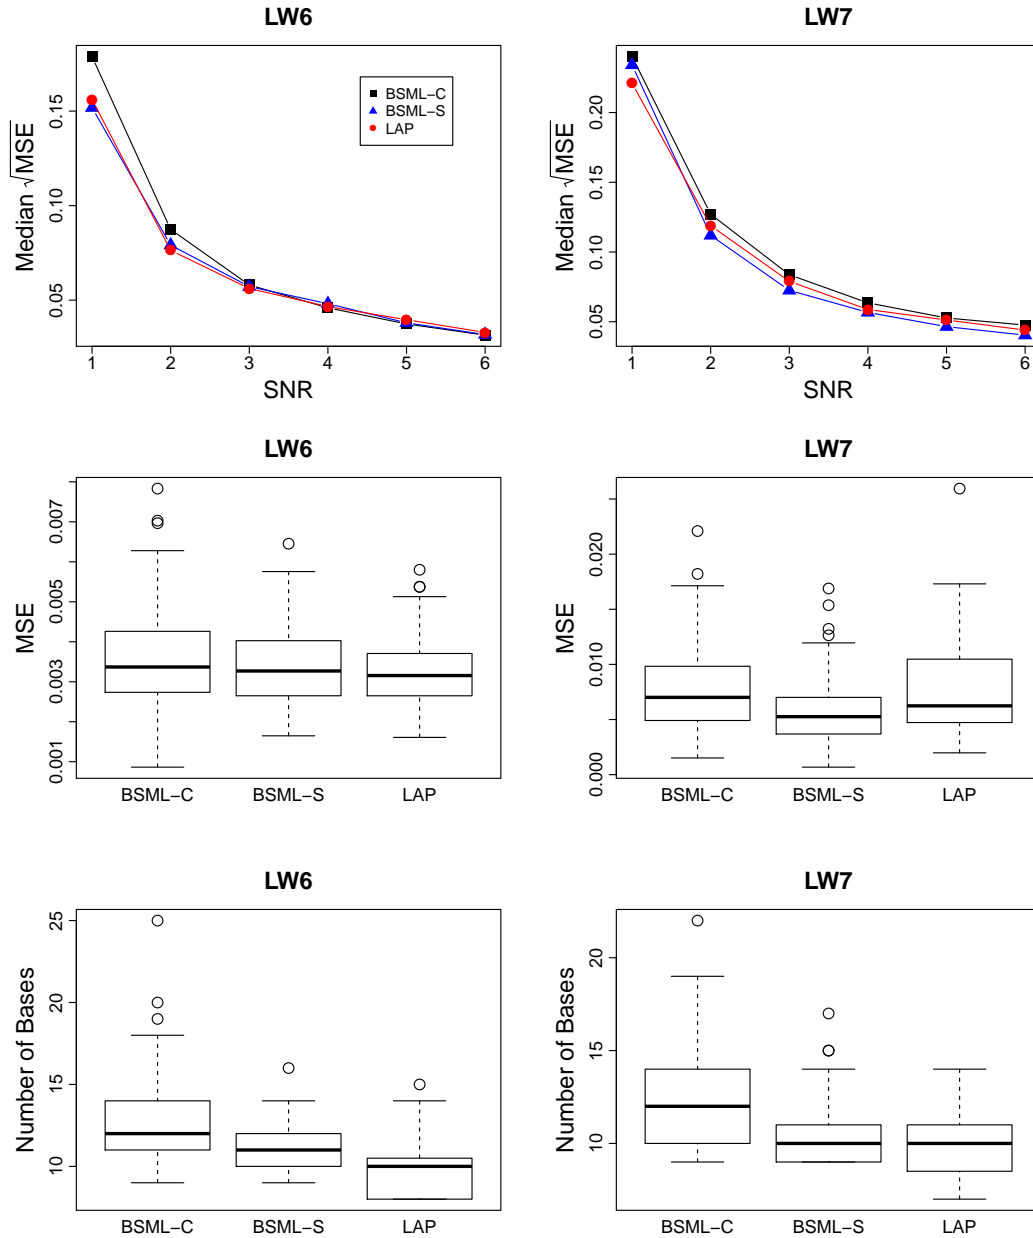 LW6
Median √MSE
0.05 0.10 0.15
BSML−C
BSML−S
LAP
1 2 3 4 5 6
SNR
LW7
Median √MSE
0.05 0.10 0.15 0.20
1 2 3 4 5 6
SNR
LW6
MSE
0.001 0.003 0.005 0.007
BSML−C BSML−S LAP
LW7
MSE
0.000 0.010 0.020
BSML−C BSML−S LAP
LW6
Number of Bases
10 15 20 25
BSML−C BSML−S LAP
LW7
Number of Bases
10 15 20
BSML−C BSML−S LAP